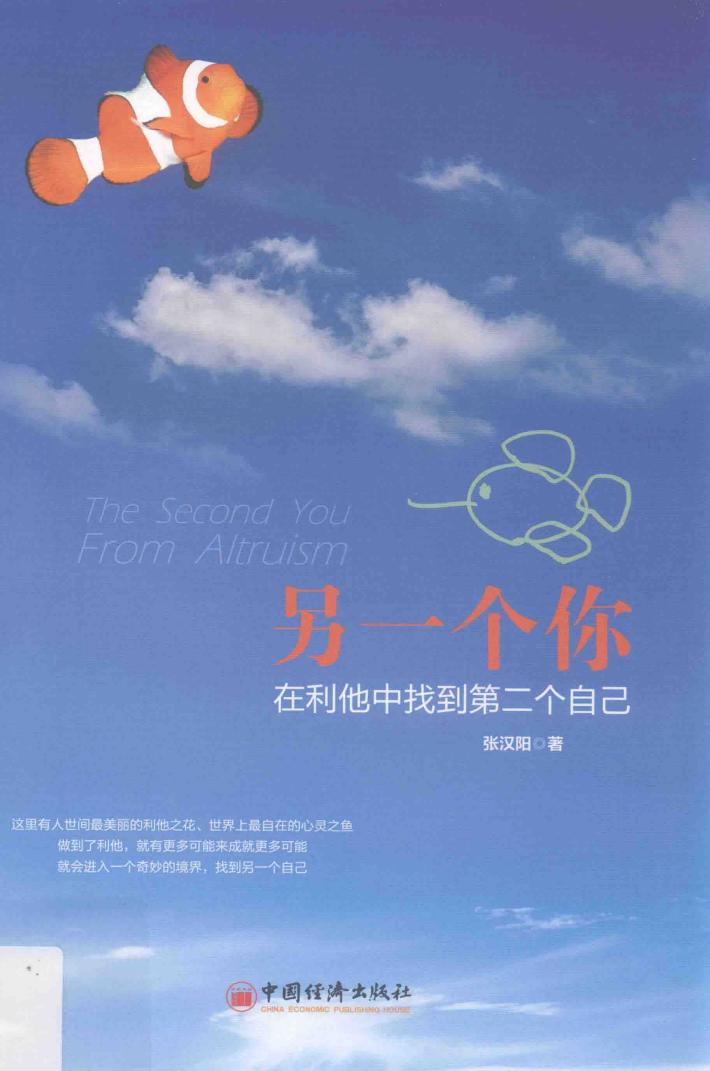 The Second You
From Altruism
另一个你
在利他中找到第二个自己
张汉阳◎著
这里有人世间最美丽的利他之花、世界上最自在的心灵之鱼
做到了利他，就有更多可能来成就更多可能
就会进入一个奇妙的境界，找到另一个自己
中国经济出版社
CHINA ECONOMIC PUBLISHING HOUSE